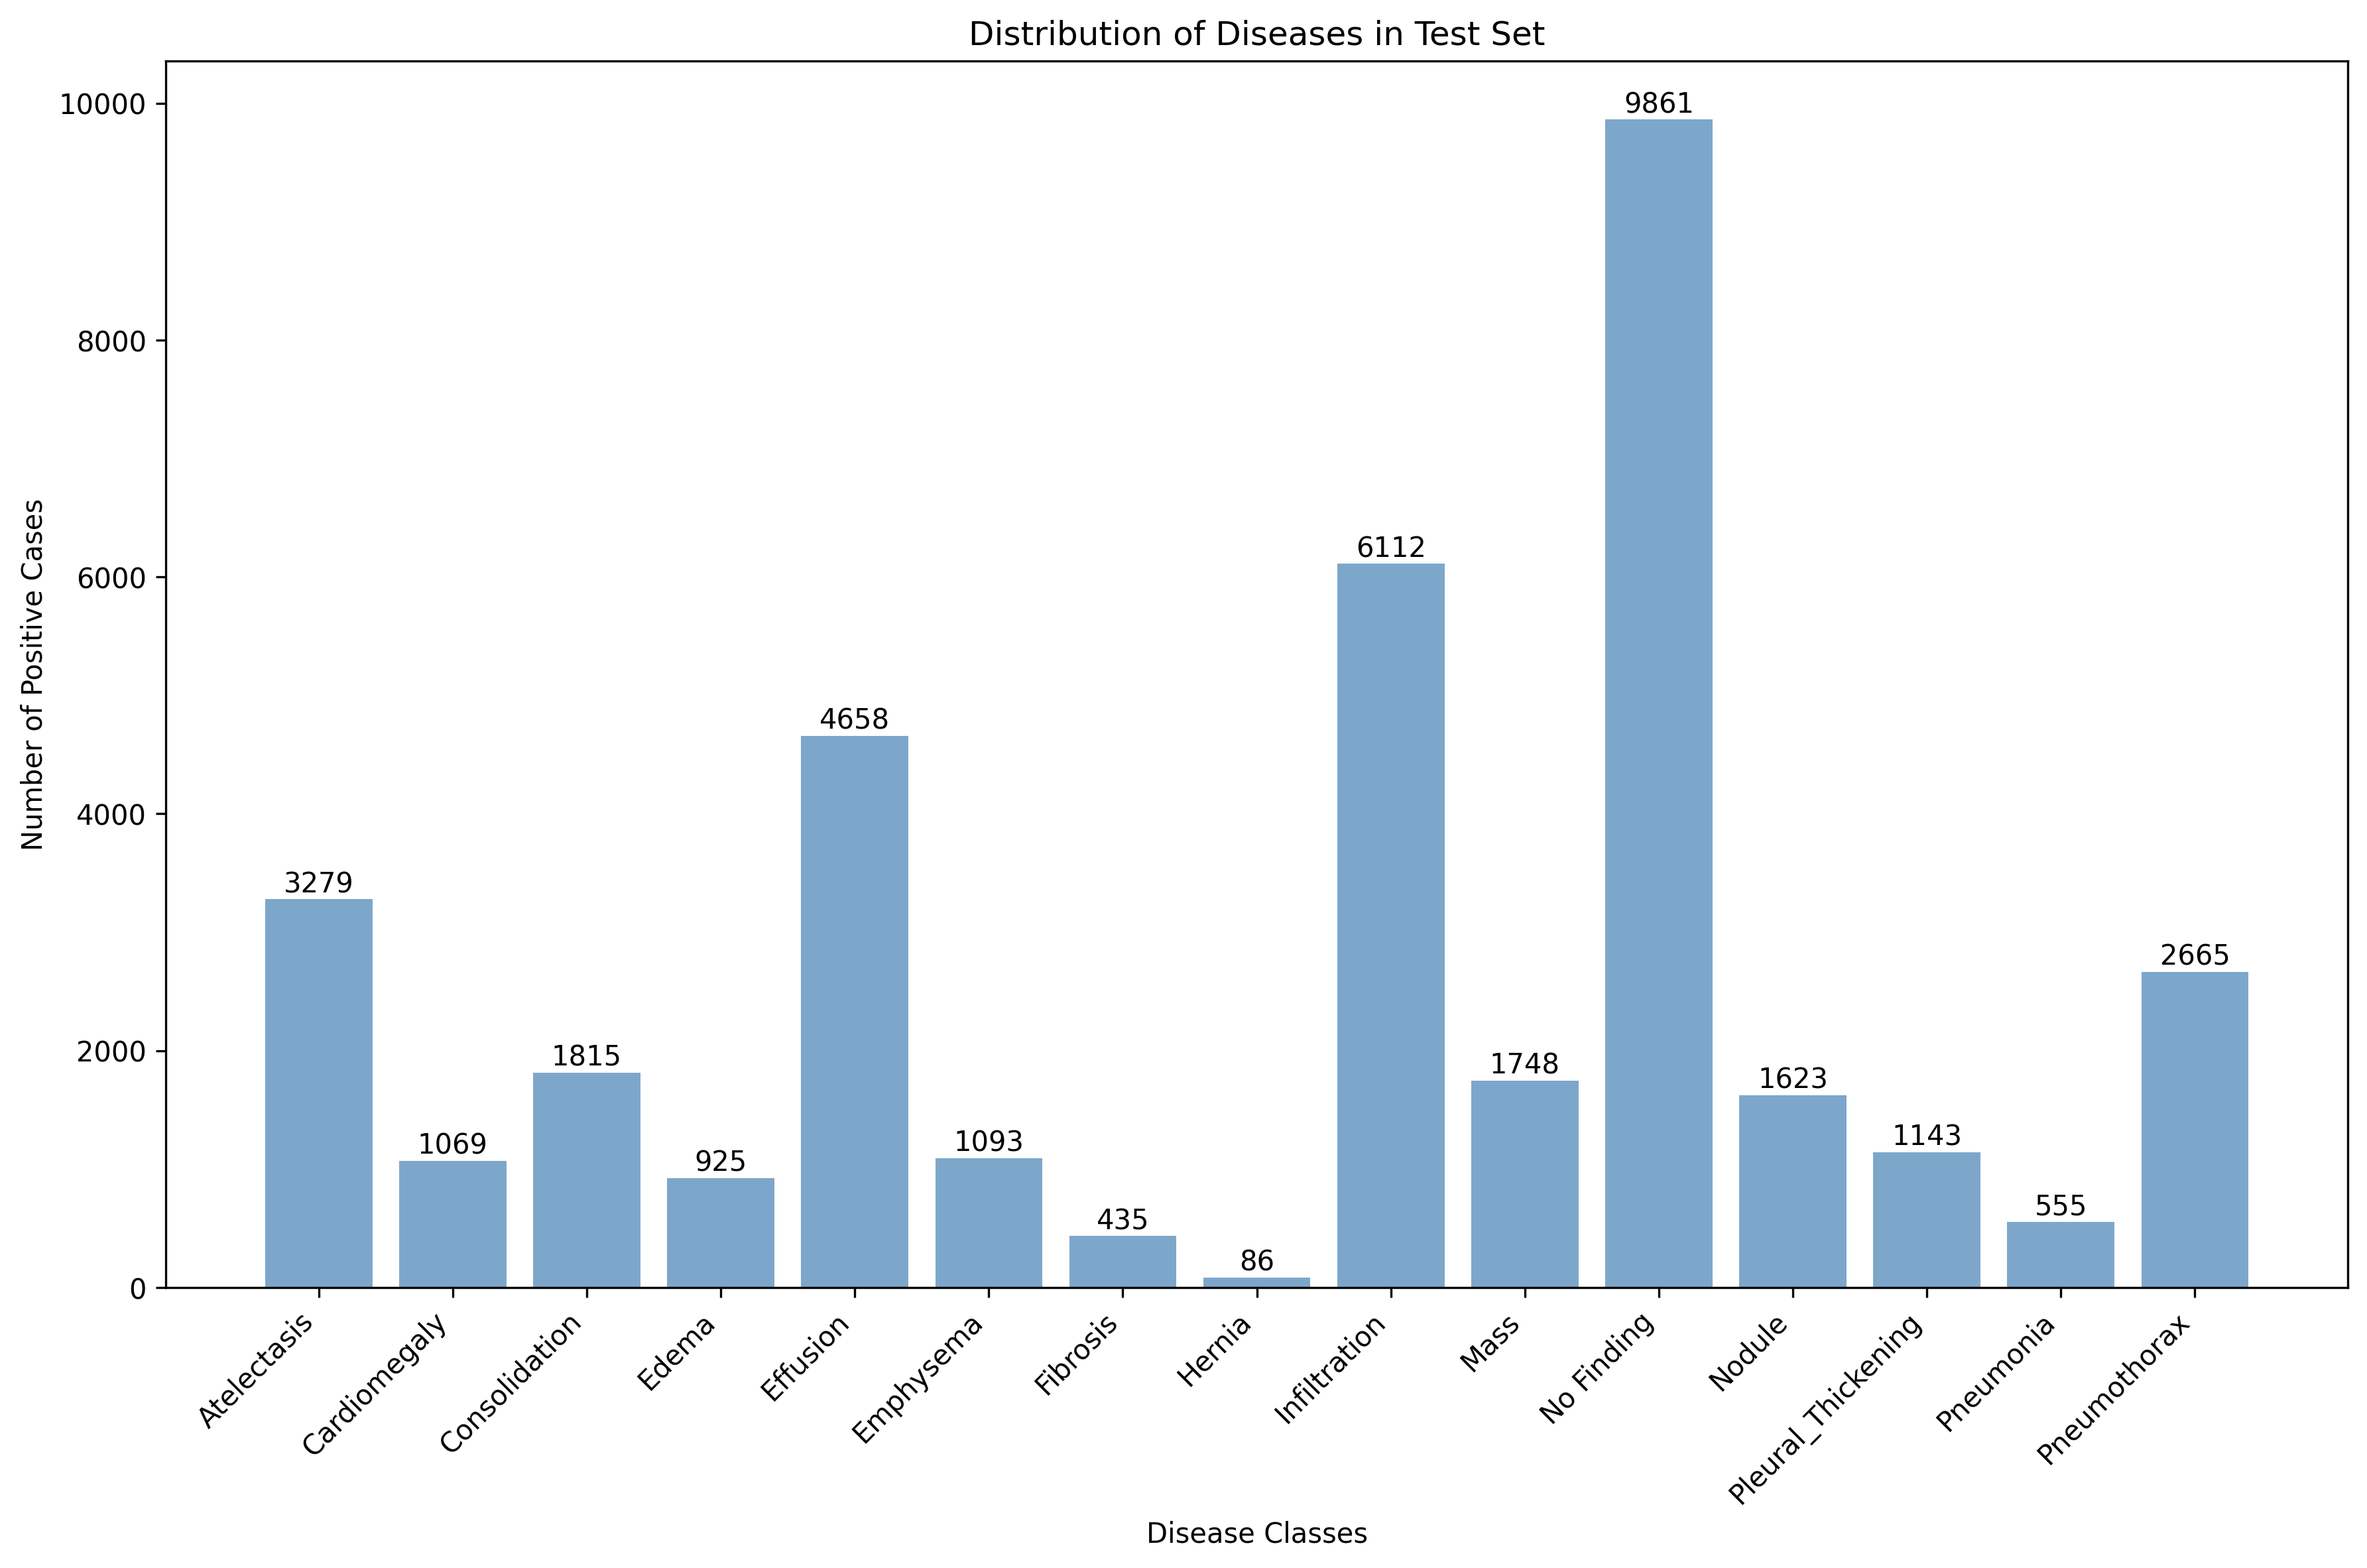 Distribution of Diseases in Test Set
Number of Positive Cases
10000
8000
6000
4000
2000
0
3279
1069
1815
925
4658
1093
435
86
6112
1748
9861
1623
1143
555
2665
Atelectasis
Cardiomegaly
Consolidation
Edema
Effusion
Emphysema
Fibrosis
Hernia
Infiltration
Mass
No Finding
Nodule
Pleural_Thickening
Pneumonia
Pneumothorax
Disease Classes